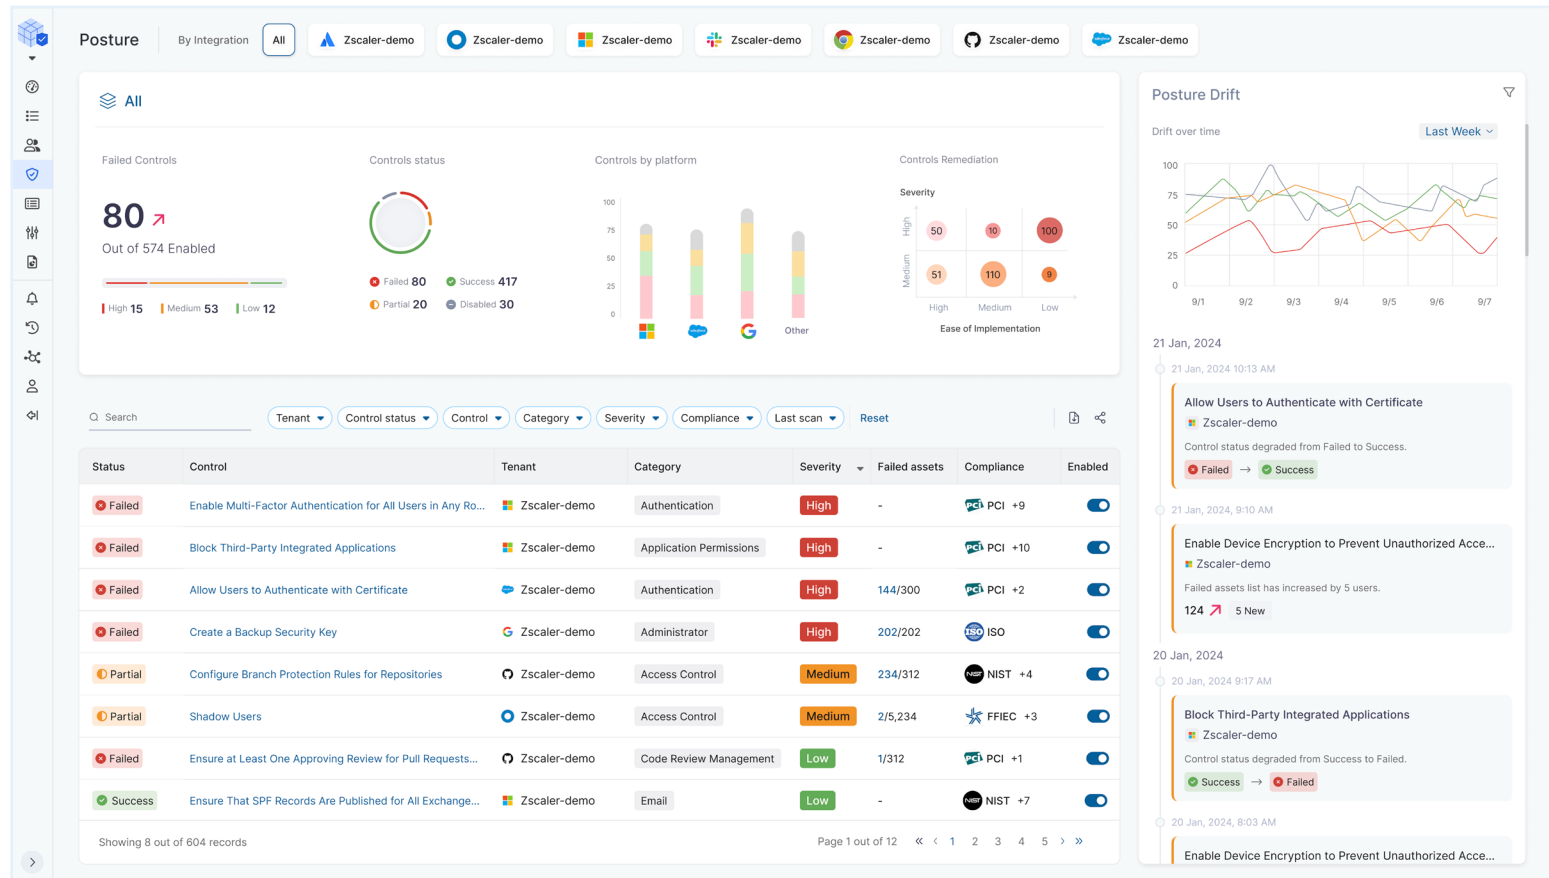 Posture
By Integration
All
Zscaler-demo
Zscaler-demo
Zscaler-demo
Zscaler-demo
Zscaler-demo
Zscaler-demo
Zscaler-demo
All
Failed Controls
80
Out of 574 Enabled
High 15
Medium 53
Low 12
Controls status
Failed 80
Success 417
Partial 20
Disabled 30
Controls by platform
100
75
50
25
0
Other
Controls Remediation
Severity
High
50
10
100
Medium
51
110
9
High
Medium
Low
Ease of Implementation
Search
Tenant
Control status
Control
Category
Severity
Compliance
Last scan
Reset
Status Control Tenant Category Severity Failed assets Compliance Enabled
Failed Enable Multi-Factor Authentication for All Users in Any Ro... Zscaler-demo Authentication High - PCI PCI +9
Failed Block Third-Party Integrated Applications Zscaler-demo Application Permissions High - PCI PCI +10
Failed Allow Users to Authenticate with Certificate Zscaler-demo Authentication High 144/300 PCI PCI +2
Failed Create a Backup Security Key Zscaler-demo Administrator High 202/202 ISO ISO
Partial Configure Branch Protection Rules for Repositories Zscaler-demo Access Control Medium 234/312 NIST NIST +4
Partial Shadow Users Zscaler-demo Access Control Medium 2/5,234 FFIEC +3
Failed Ensure at Least One Approving Review for Pull Requests... Zscaler-demo Code Review Management Low 1/312 PCI PCI +1
Success Ensure That SPF Records Are Published for All Exchange... Zscaler-demo Email Low - NIST NIST +7
Showing 8 out of 604 records
Page 1 out of 12 « ‹ 1 2 3 4 5 › »
Posture Drift
Drift over time
Last Week
100
75
50
25
0
9/1 9/2 9/3 9/4 9/5 9/6 9/7
21 Jan, 2024
21 Jan, 2024 10:13 AM
Allow Users to Authenticate with Certificate
Zscaler-demo
Control status degraded from Failed to Success.
Failed → Success
21 Jan, 2024, 9:10 AM
Enable Device Encryption to Prevent Unauthorized Acce...
Zscaler-demo
Failed assets list has increased by 5 users.
124 5 New
20 Jan, 2024
20 Jan, 2024 9:17 AM
Block Third-Party Integrated Applications
Zscaler-demo
Control status degraded from Success to Failed.
Success → Failed
20 Jan, 2024, 8:03 AM
Enable Device Encryption to Prevent Unauthorized Acce...